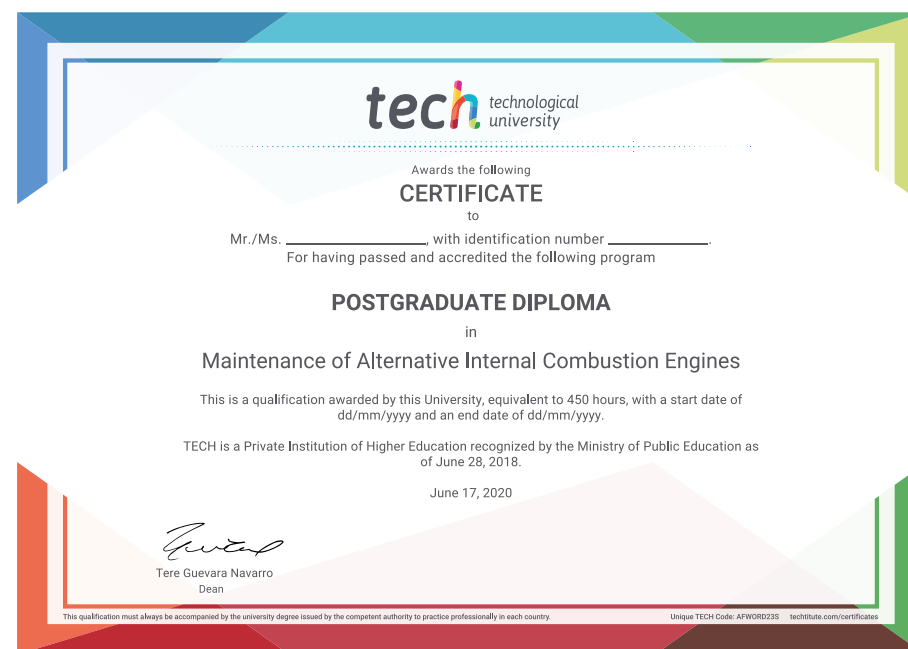 tech technological
university
Awards the following
CERTIFICATE
to
Mr./Ms. ____________, with identification number ____________.
For having passed and accredited the following program
POSTGRADUATE DIPLOMA
in
Maintenance of Alternative Internal Combustion Engines
This is a qualification awarded by this University, equivalent to 450 hours, with a start date of
dd/mm/yyyy and an end date of dd/mm/yyyy.
TECH is a Private Institution of Higher Education recognized by the Ministry of Public Education as
of June 28, 2018.
June 17, 2020
Tere Guevara Navarro
Dean
This qualification must always be accompanied by the university degree issued by the competent authority to practice professionally in each country.
Unique TECH Code: AFWORD23S techtitute.com/certificates